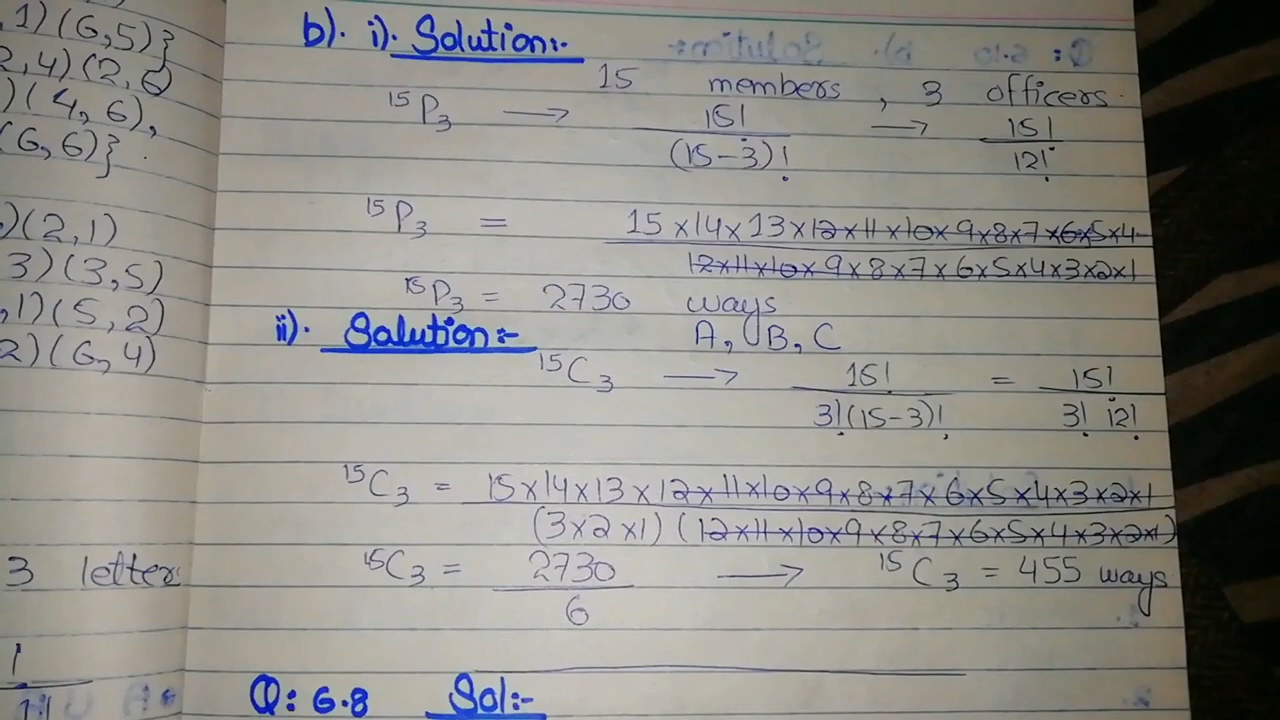 1)(6,5)}
2,4)(2,6
)(4,6),
(6,6)}.
)(2,1)
3)(3,5)
,1)(5,2)
2)(6,4)
3 letter
b). i). Solution:-
15 members, 3 officers.
¹⁵P₃ → 15!/(15-3)! → 15!/12!
¹⁵P₃ = 15×14×13×12×11×10×9×8×7×6×5×4
12×11×10×9×8×7×6×5×4×3×2×1
¹⁵P₃ = 2730 ways
ii). Solution:- A, B, C
¹⁵C₃ → 15!/3!(15-3)! = 15!/3! 12!
¹⁵C₃ = 15×14×13×12×11×10×9×8×7×6×5×4×3×2×1
(3×2×1)(12×11×10×9×8×7×6×5×4×3×2×1)
¹⁵C₃ = 2730/6 → ¹⁵C₃ = 455 ways
Q: 6.8 Sol:-